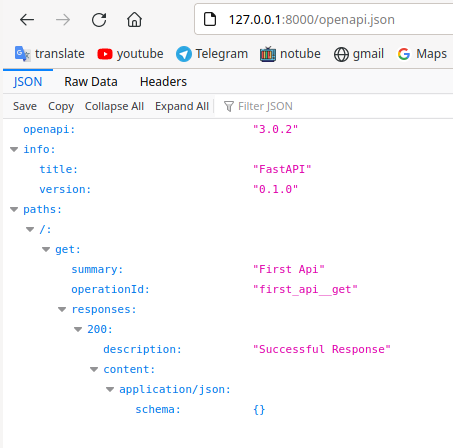 127.0.0.1:8000/openapi.json
translate youtube Telegram notube gmail Maps
JSON Raw Data Headers
Save Copy Collapse All Expand All Filter JSON
openapi: "3.0.2"
info:
title: "FastAPI"
version: "0.1.0"
paths:
/:
get:
summary: "First Api"
operationId: "first_api__get"
responses:
200:
description: "Successful Response"
content:
application/json:
schema: {}